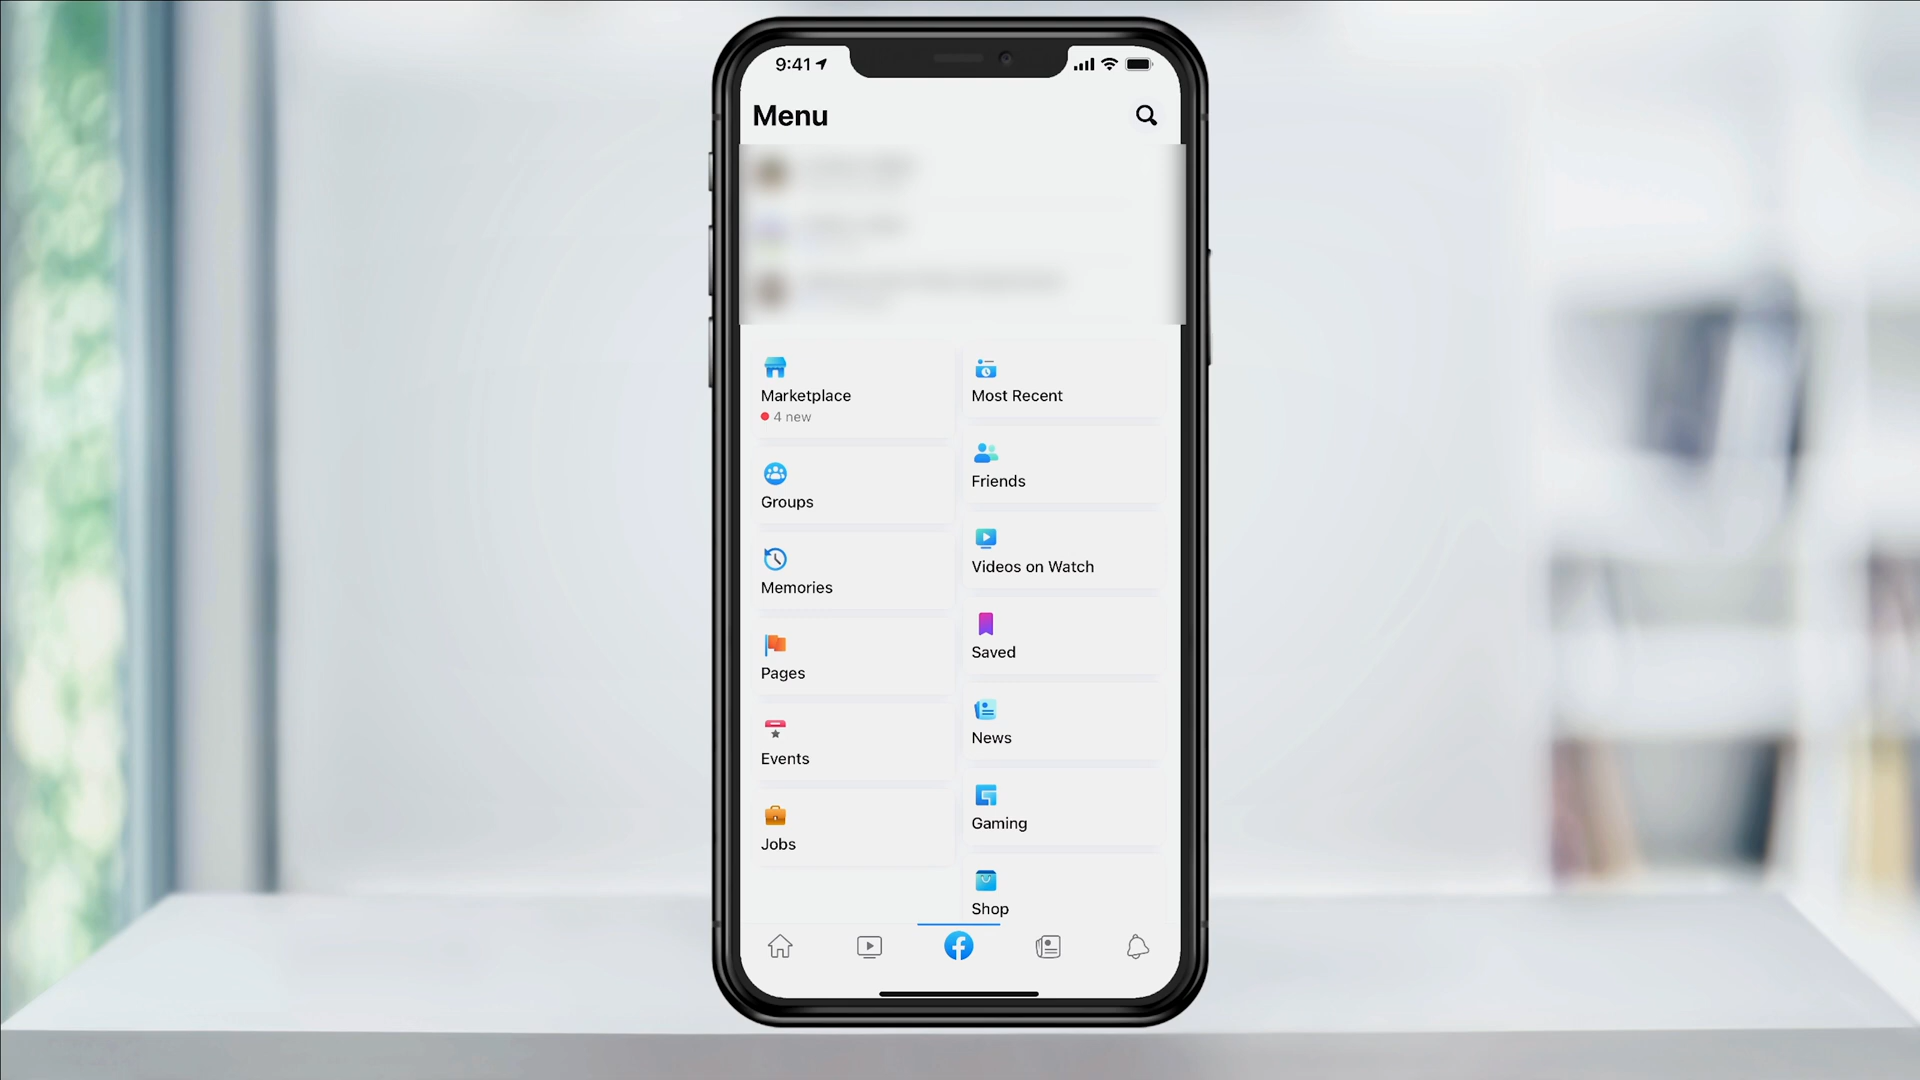 9:41
Menu
Marketplace
4 new
Most Recent
Groups
Friends
Memories
Videos on Watch
Pages
Saved
Events
News
Jobs
Gaming
Shop